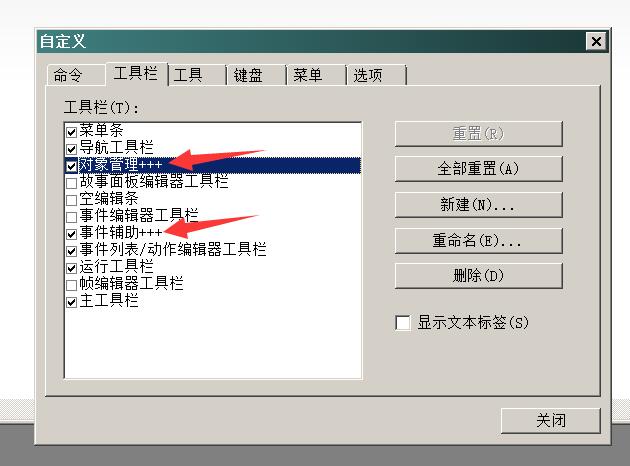 自定义
命令 工具栏 工具 键盘 菜单 选项
工具栏(T):
菜单条
导航工具栏
对象管理+++
故事面板编辑器工具栏
空编辑条
事件编辑器工具栏
事件辅助+++
事件列表/动作编辑器工具栏
运行工具栏
帧编辑器工具栏
主工具栏
重置(R)
全部重置(A)
新建(N)...
重命名(E)...
删除(D)
显示文本标签(S)
关闭